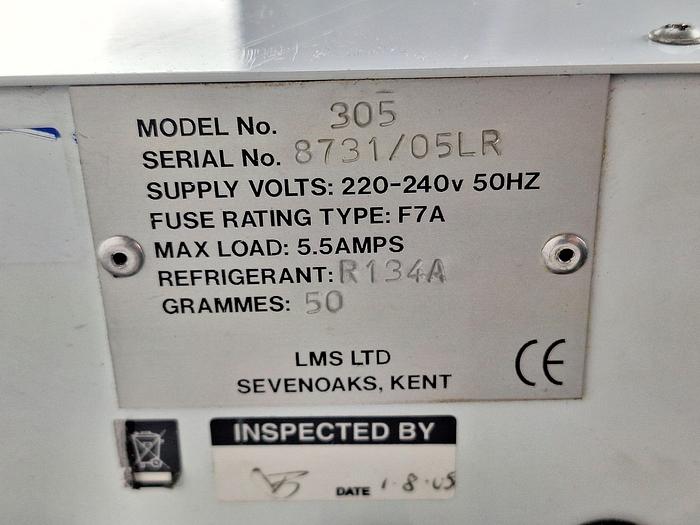 MODEL No. 305
SERIAL No. 8731/05LR
SUPPLY VOLTS: 220-240v 50HZ
FUSE RATING TYPE: F7A
MAX LOAD: 5.5AMPS
REFRIGERANT: R134A
GRAMMES: 50
LMS LTD
SEVENOAKS, KENT
CE
INSPECTED BY
DATE 1·8·05